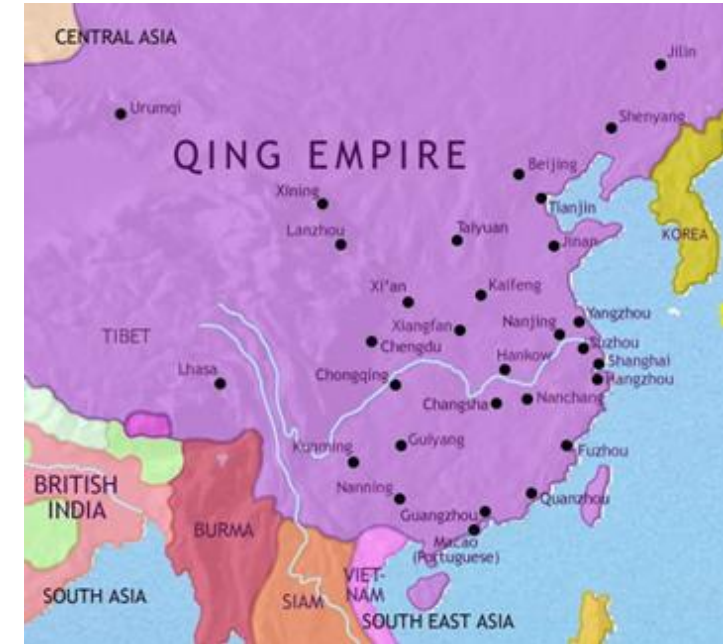 CENTRAL ASIA
Jilin
Urumqi
Shenyang
QING EMPIRE
Beijing
Xining
Tianjin
Lanzhou
Taiyuan
Jinan
KOREA
Xi'an
Kaifeng
Yangzhou
Xiangfan
Nanjing
TIBET
Chengdu
Suzhou
Hankow
Shanghai
Lhasa
Chongqing
Hangzhou
Changsha
Nanchang
Kunming
Guiyang
Fuzhou
BRITISH
INDIA
Nanning
Quanzhou
Guangzhou
BURMA
Macao
(Portuguese)
VIET-
NAM
SOUTH ASIA
SIAM
SOUTH EAST ASIA